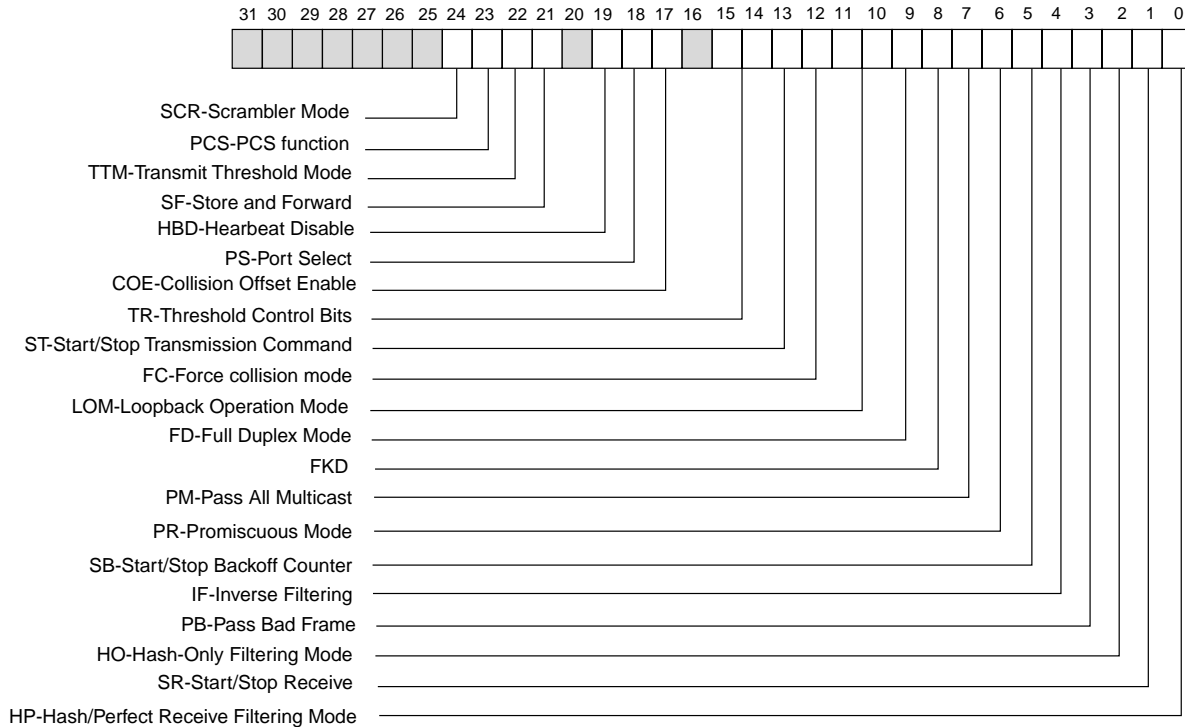 31 30 29 28 27 26 25 24 23 22 21 20 19 18 17 16 15 14 13 12 11 10 9 8 7 6 5 4 3 2 1 0
SCR-Scrambler Mode
PCS-PCS function
TTM-Transmit Threshold Mode
SF-Store and Forward
HBD-Hearbeat Disable
PS-Port Select
COE-Collision Offset Enable
TR-Threshold Control Bits
ST-Start/Stop Transmission Command
FC-Force collision mode
LOM-Loopback Operation Mode
FD-Full Duplex Mode
FKD
PM-Pass All Multicast
PR-Promiscuous Mode
SB-Start/Stop Backoff Counter
IF-Inverse Filtering
PB-Pass Bad Frame
HO-Hash-Only Filtering Mode
SR-Start/Stop Receive
HP-Hash/Perfect Receive Filtering Mode